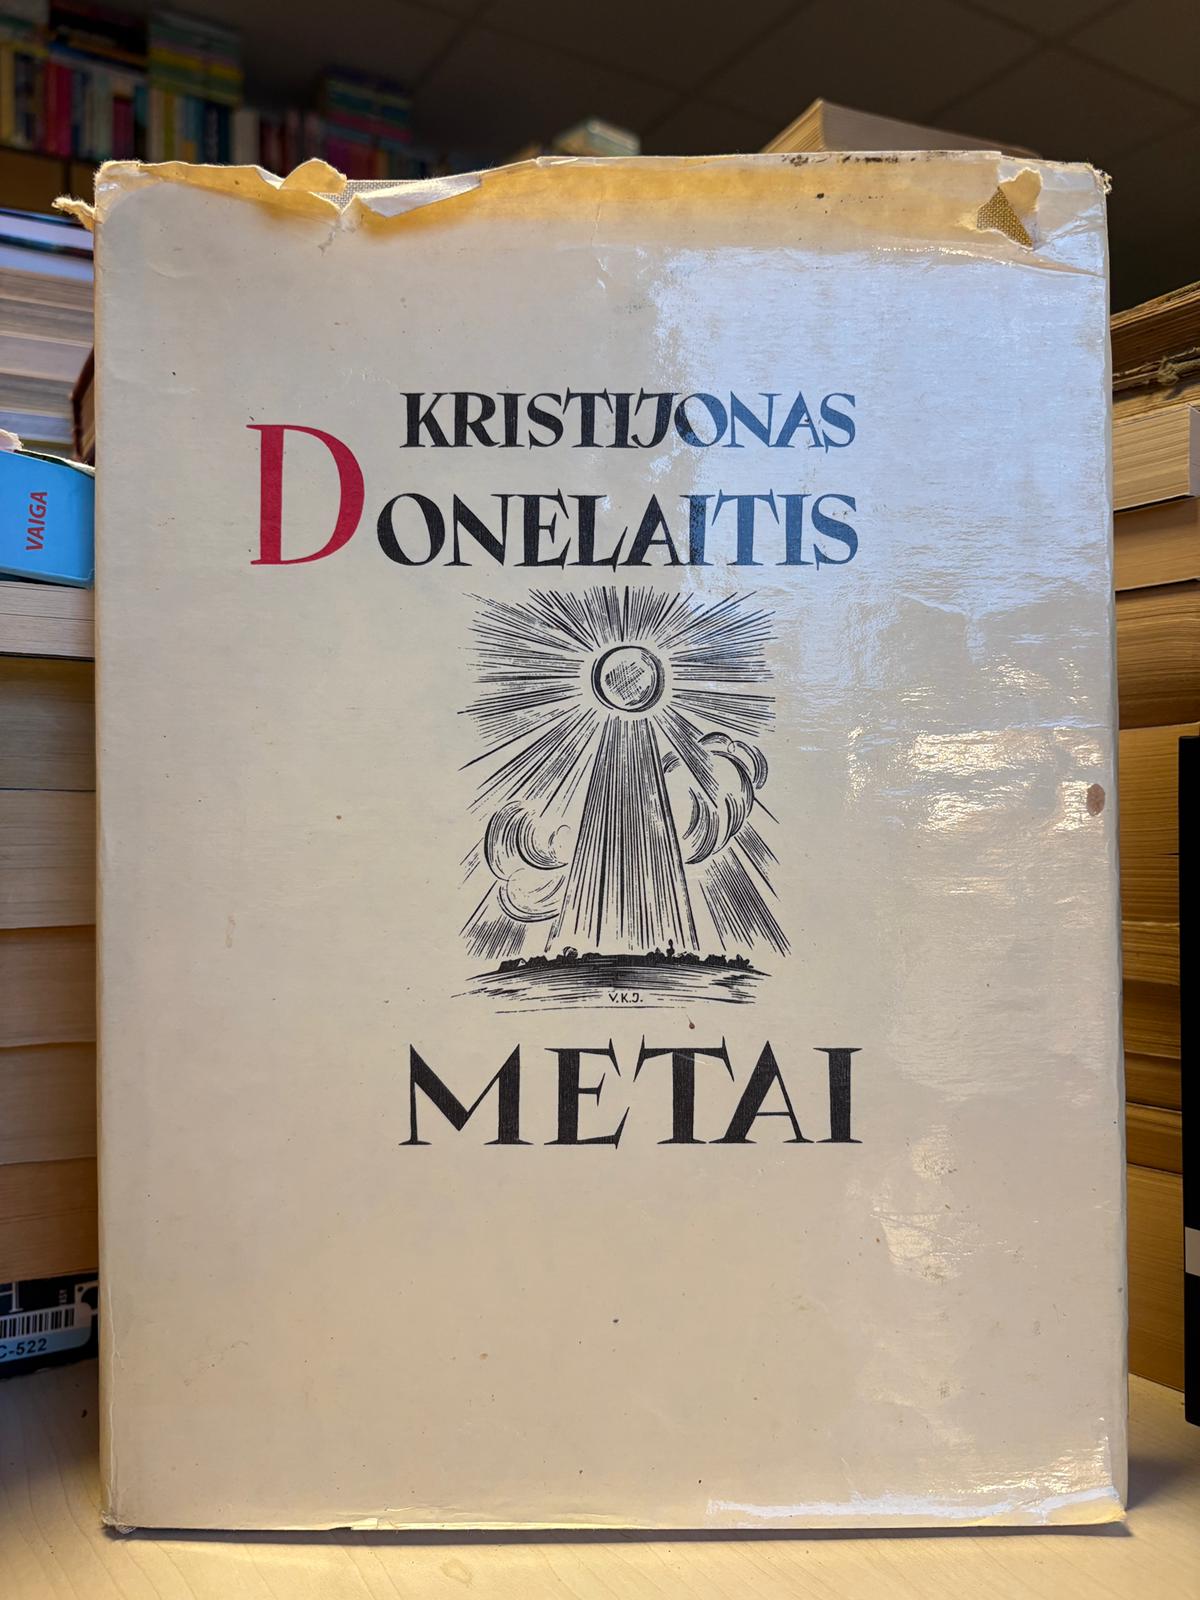 KRISTIJONAS
DONELAITIS
V.K.J.
METAI
VAIGA
C-522